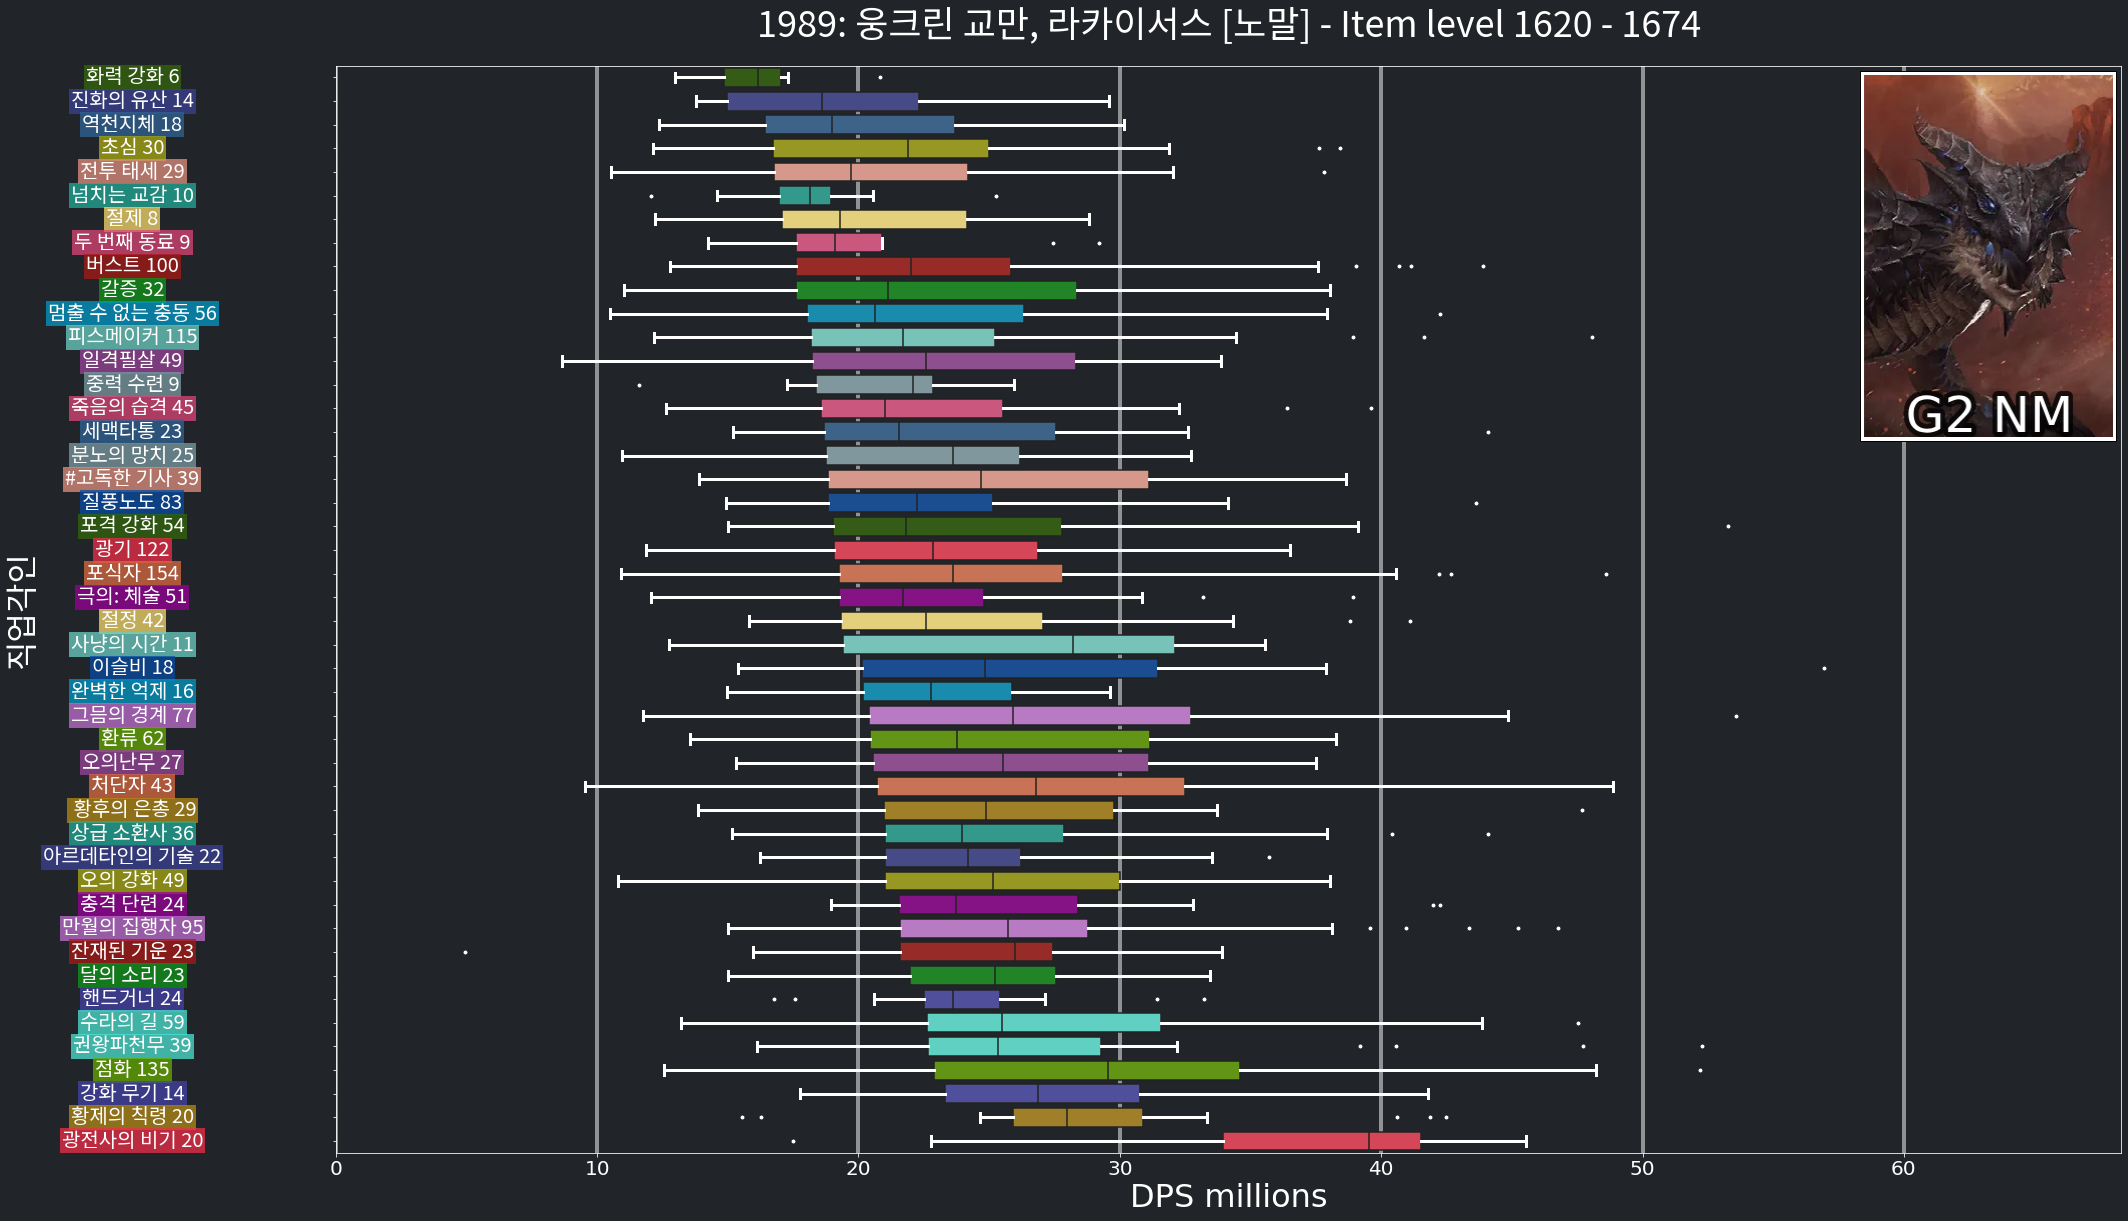 1989: 웅크린 교만, 라카이서스 [노말] - Item level 1620 - 1674
화력 강화 6
진화의 유산 14
역천지체 18
초심 30
전투 태세 29
넘치는 교감 10
절제 8
두 번째 동료 9
버스트 100
갈증 32
멈출 수 없는 충동 56
피스메이커 115
일격필살 49
중력 수련 9
죽음의 습격 45
세맥타통 23
분노의 망치 25
#고독한 기사 39
질풍노도 83
포격 강화 54
광기 122
포식자 154
극의: 체술 51
절정 42
사냥의 시간 11
이슬비 18
완벽한 억제 16
그믐의 경계 77
환류 62
오의난무 27
처단자 43
황후의 은총 29
상급 소환사 36
아르데타인의 기술 22
오의 강화 49
충격 단련 24
만월의 집행자 95
잔재된 기운 23
달의 소리 23
핸드거너 24
수라의 길 59
권왕파천무 39
점화 135
강화 무기 14
황제의 칙령 20
광전사의 비기 20
직업각인
G2 NM
0 10 20 30 40 50 60
DPS millions